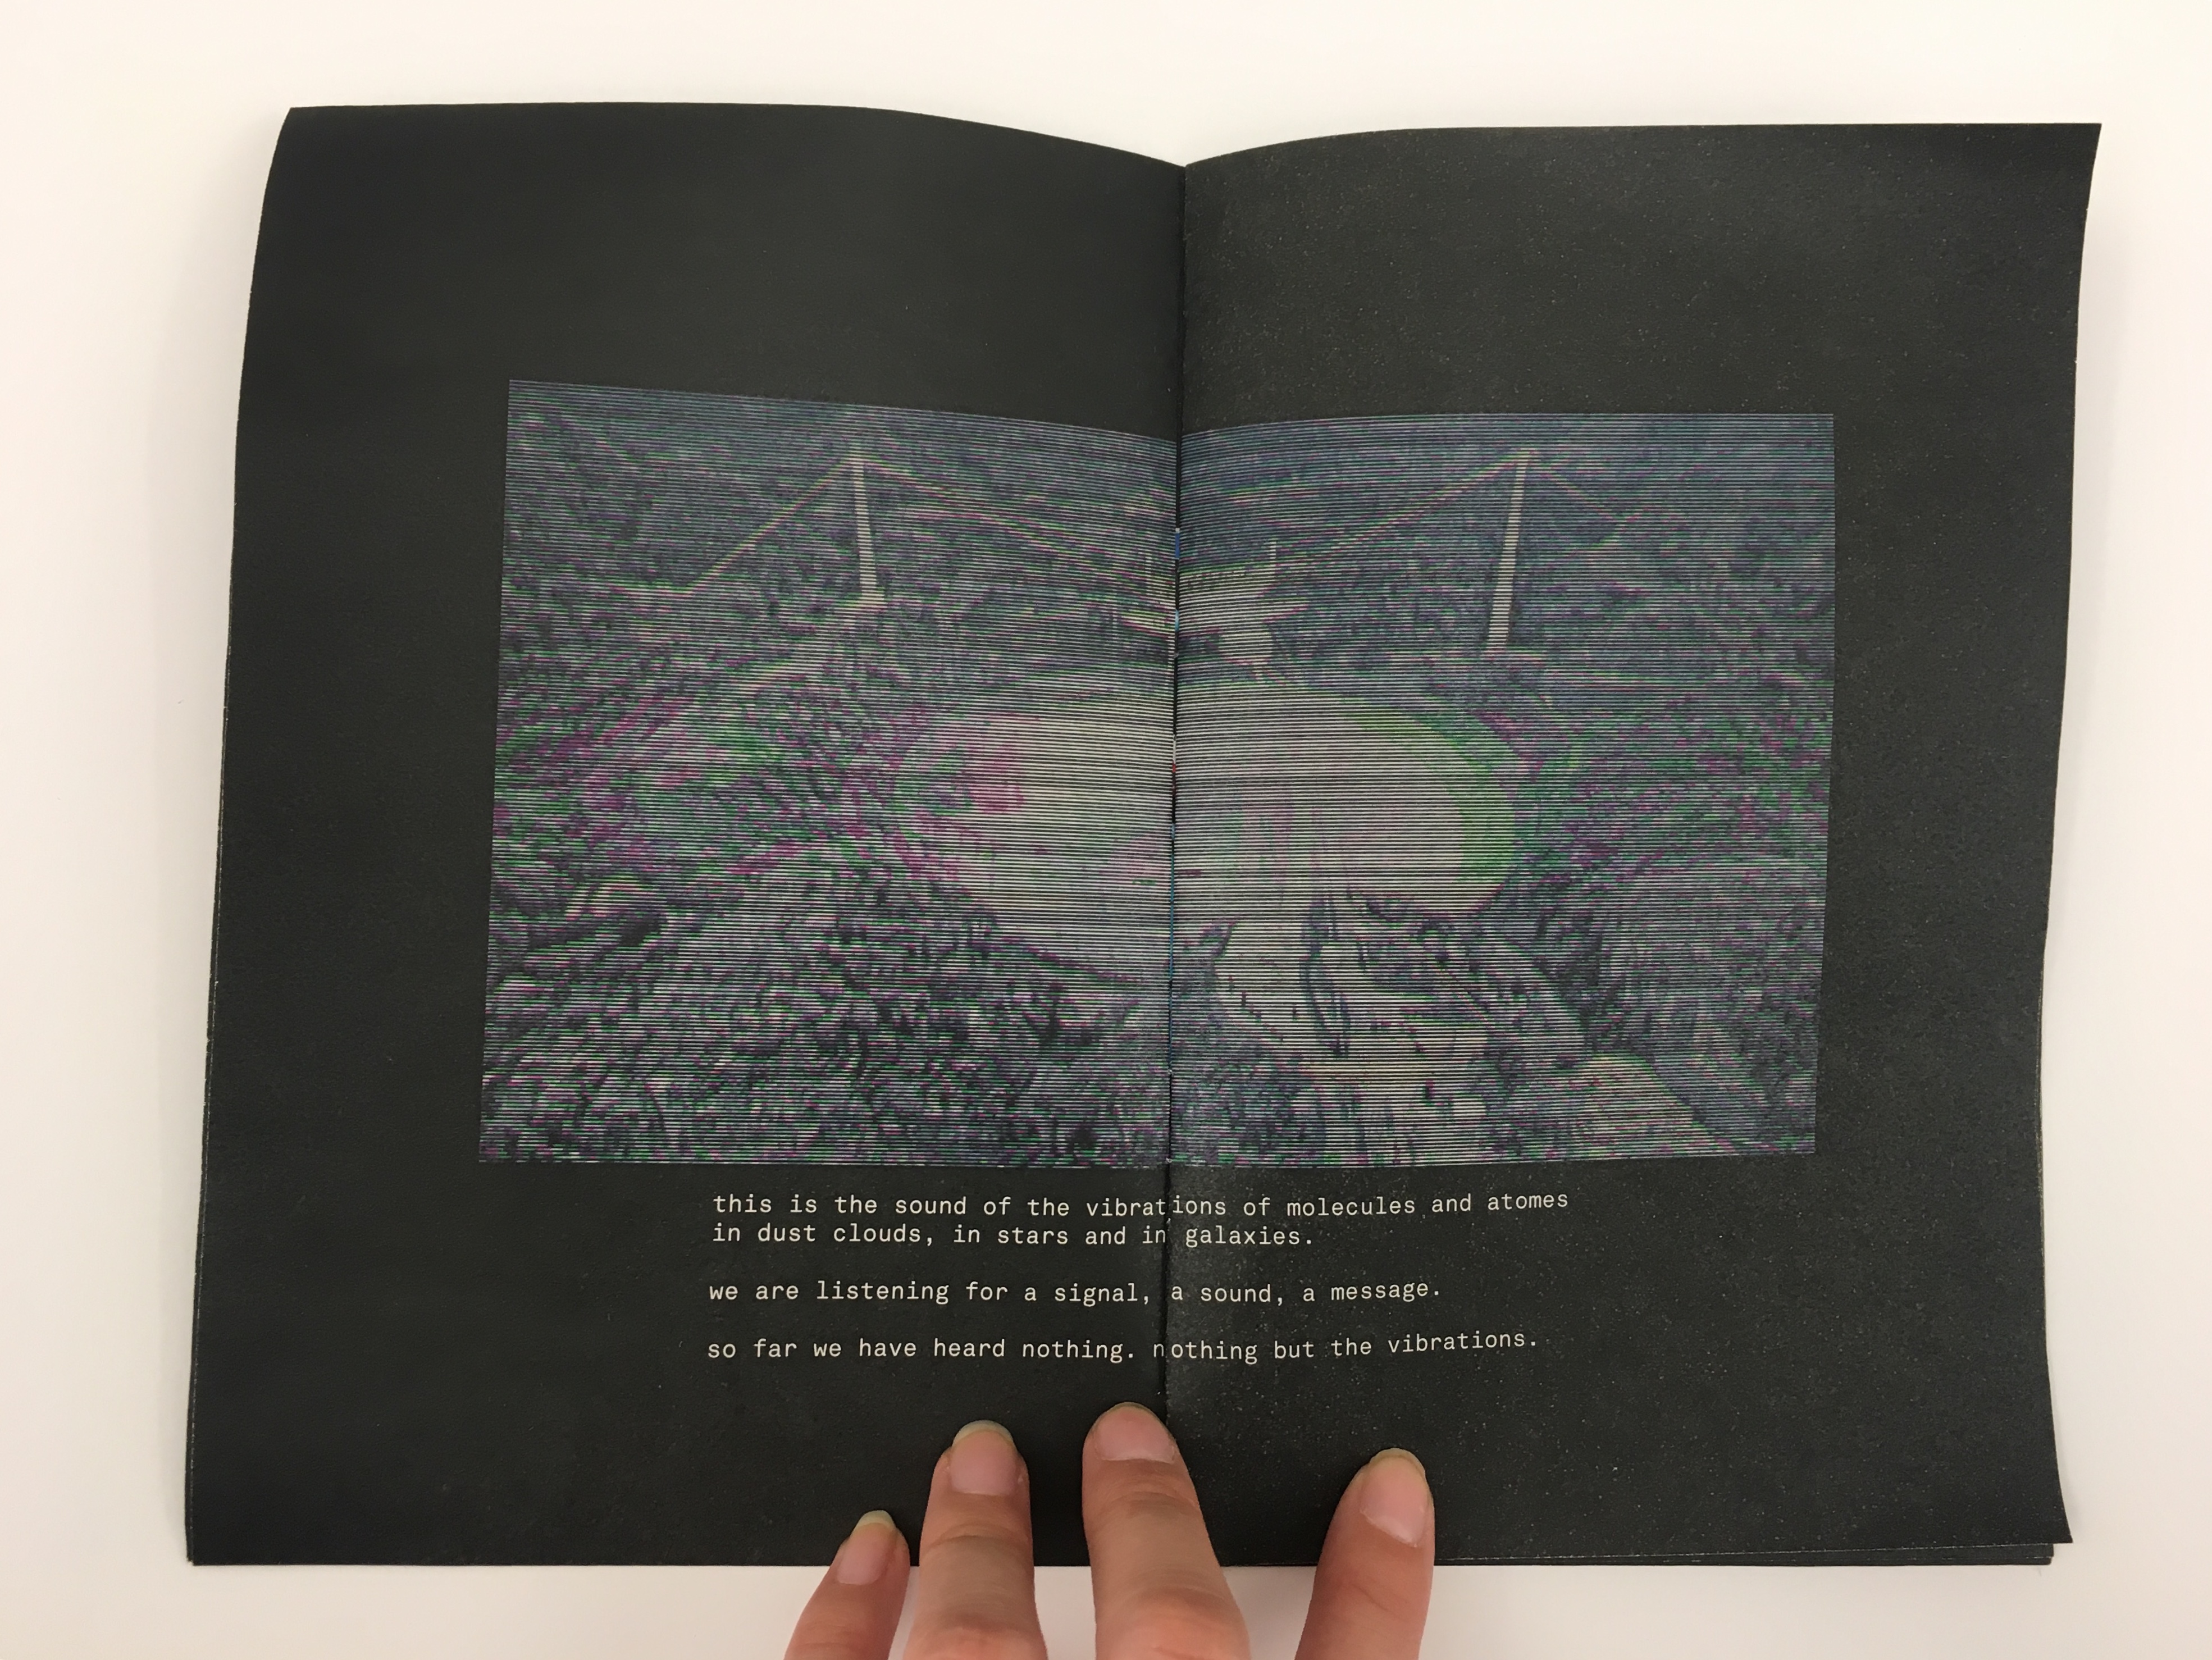 this is the sound of the vibrations of molecules and atomes
in dust clouds, in stars and in galaxies.
we are listening for a signal, a sound, a message.
so far we have heard nothing. nothing but the vibrations.